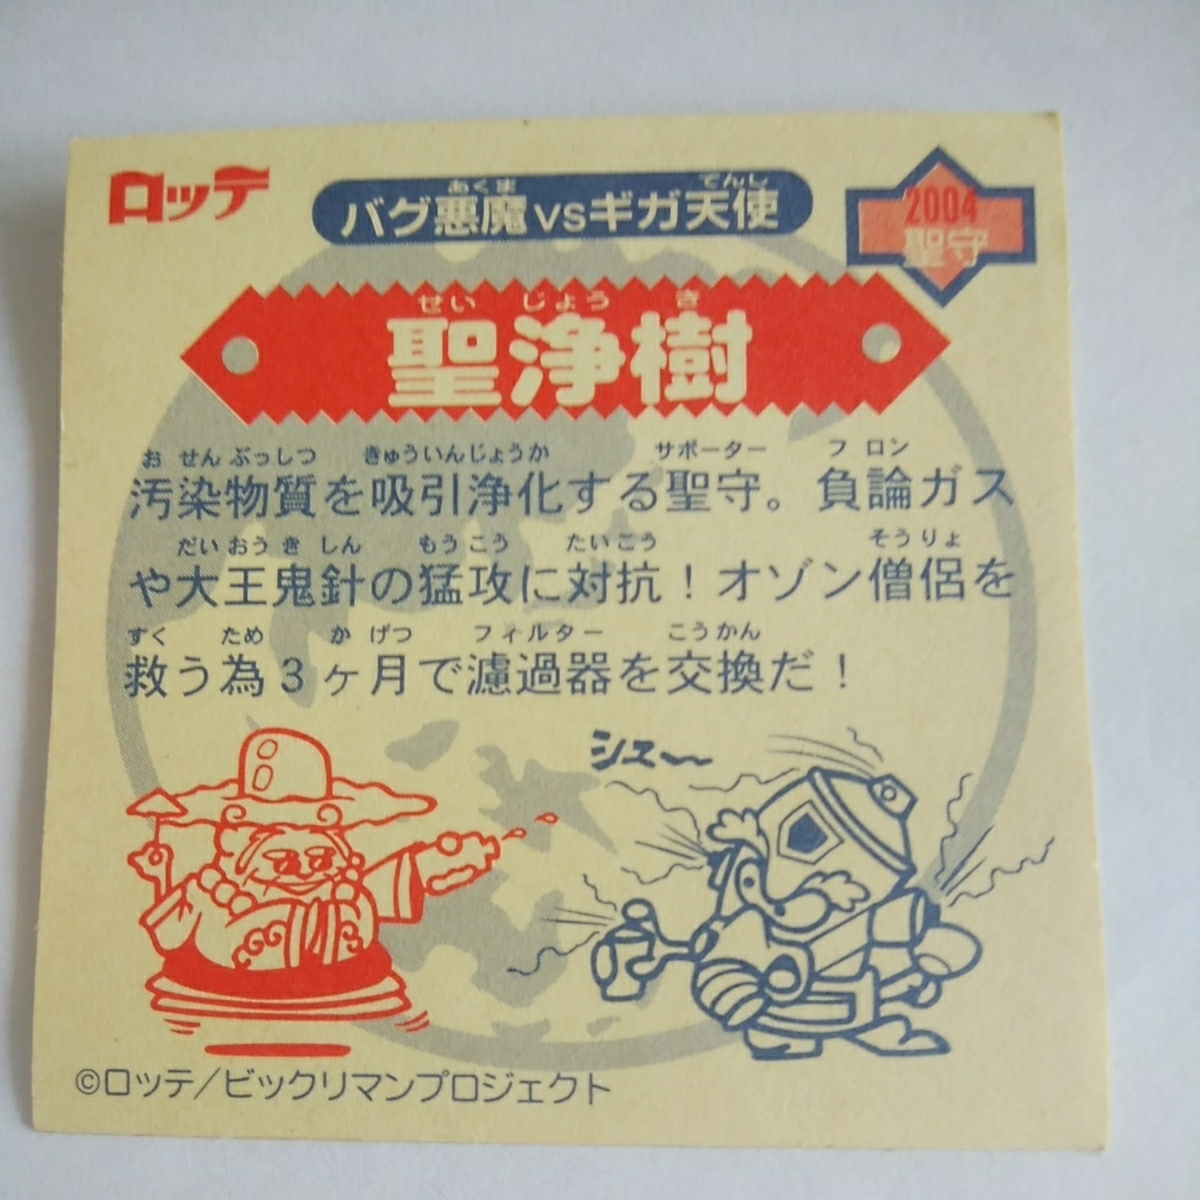 ロッテ
あくま てんし
バグ悪魔vsギガ天使
2004
聖守
せい じょう き
聖浄樹
お せん ぶっしつ きゅういんじょうか サポーター フ ロン
汚染物質を吸引浄化する聖守。負論ガス
だい おう き しん もう こう たいこう そうりょ
や大王鬼針の猛攻に対抗！オゾン僧侶を
すく ため か げつ フィルター こうかん
救う為３ヶ月で濾過器を交換だ！
シュー
©ロッテ/ビックリマンプロジェクト